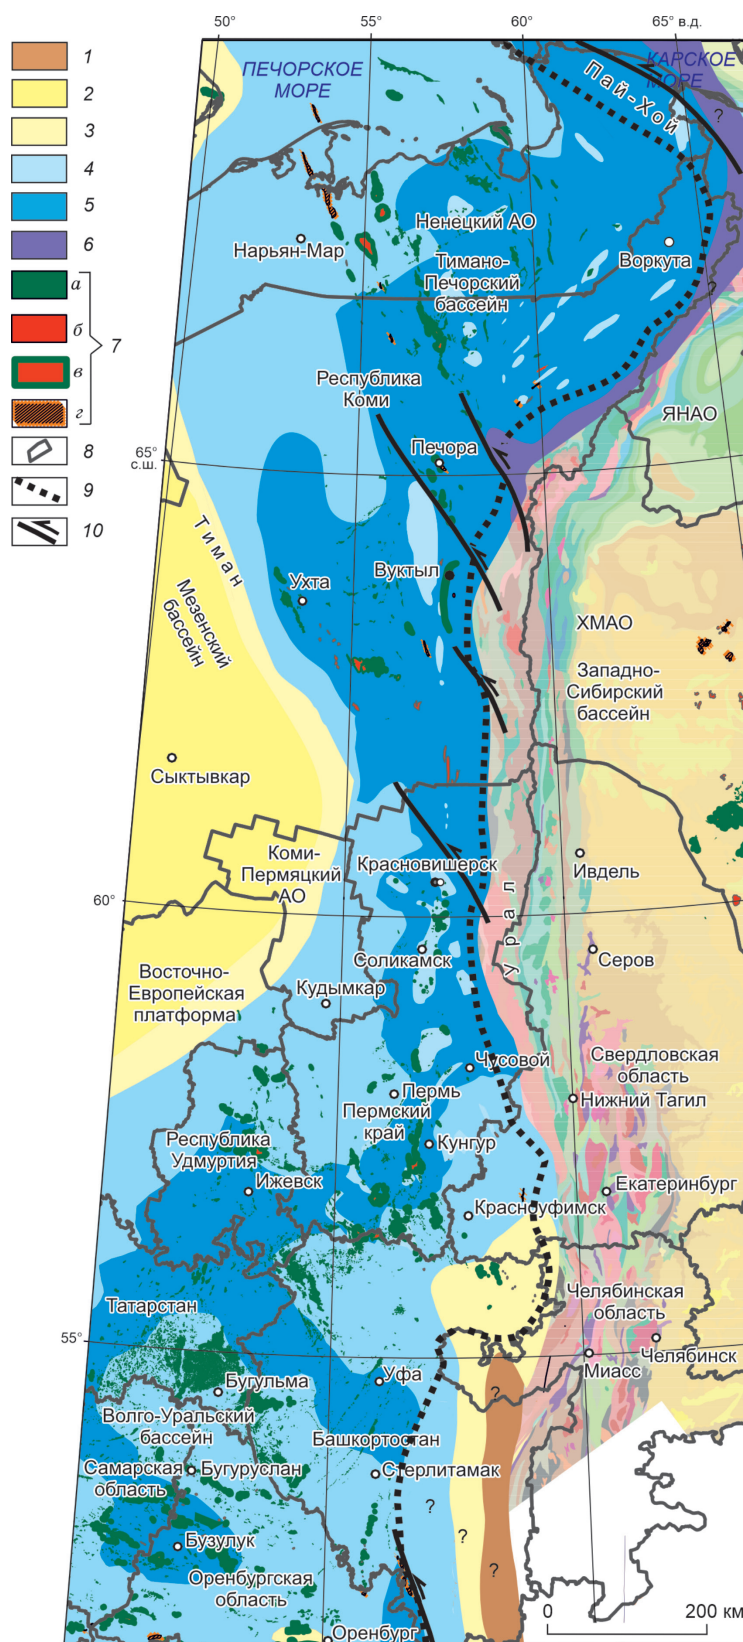 50°
55°
60°
65° в.д.
1
2
3
4
5
6
а
б
7
в
г
8
9
10
ПЕЧОРСКОЕ
МОРЕ
КАРСКОЕ
МОРЕ
Пай-Хой
?
Ненецкий АО
Нарьян-Мар
Воркута
Тимано-
Печорский
бассейн
?
Республика
Коми
ЯНАО
Печора
65°
с.ш.
Тиман
Вуктыл
Ухта
Мезенский
бассейн
ХМАО
Западно-
Сибирский
бассейн
Сыктывкар
Коми-
Пермяцкий
АО
Красновишерск
Ивдель
60°
Урал
Соликамск
Серов
Восточно-
Европейская
платформа
Кудымкар
Чусовой
Свердловская
область
Пермь
Нижний Тагил
Пермский
край
Республика
Удмуртия
Кунгур
Ижевск
Екатеринбург
Красноуфимск
Татарстан
Челябинская
область
55°
Челябинск
Миасс
Уфа
Бугульма
?
Волго-Уральский
бассейн
Башкортостан
Самарская
область
Бугуруслан
Стерлитамак
?
?
Бузулук
?
Оренбургская
область
0
200 км
Оренбург